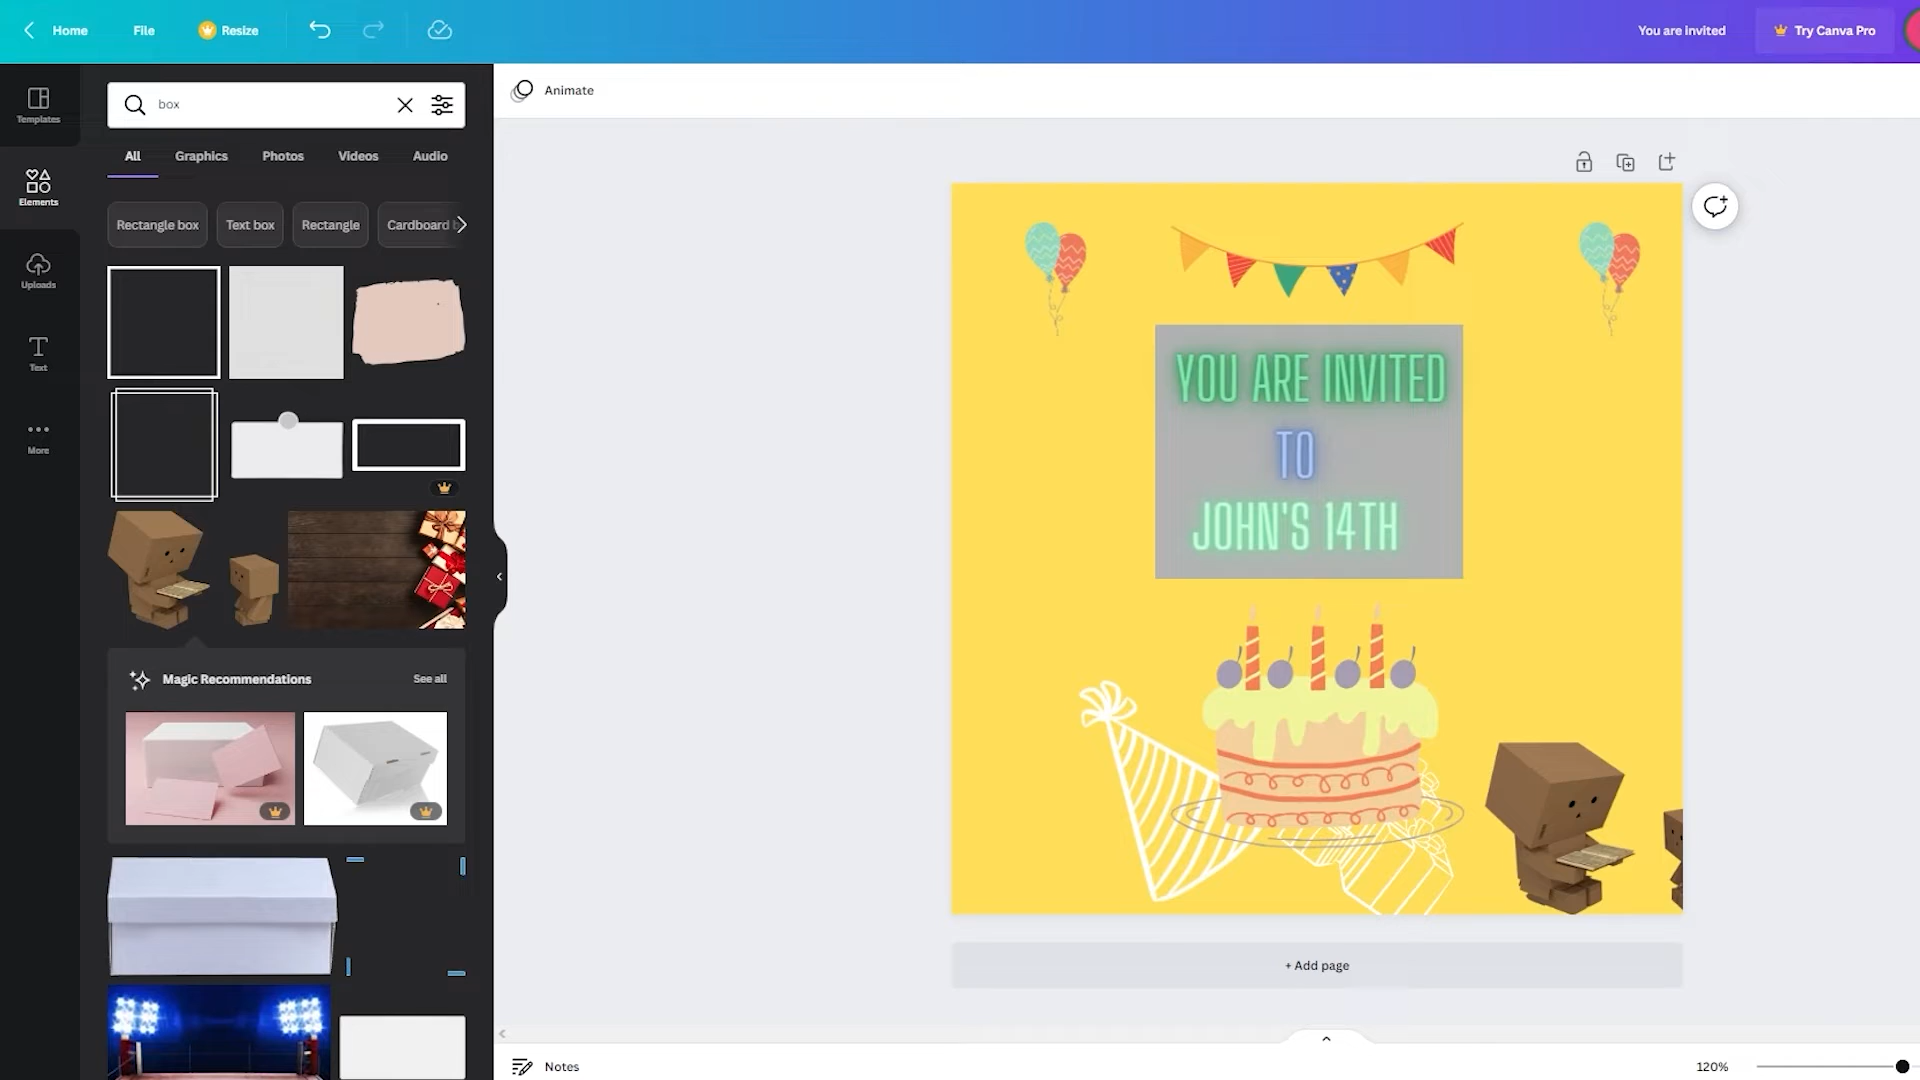 Home
File
Resize
You are invited
Try Canva Pro
Templates
Elements
Uploads
Text
More
box
All
Graphics
Photos
Videos
Audio
Rectangle box
Text box
Rectangle
Cardboard
Magic Recommendations
See all
Animate
YOU ARE INVITED
TO
JOHN'S 14TH
+ Add page
Notes
120%